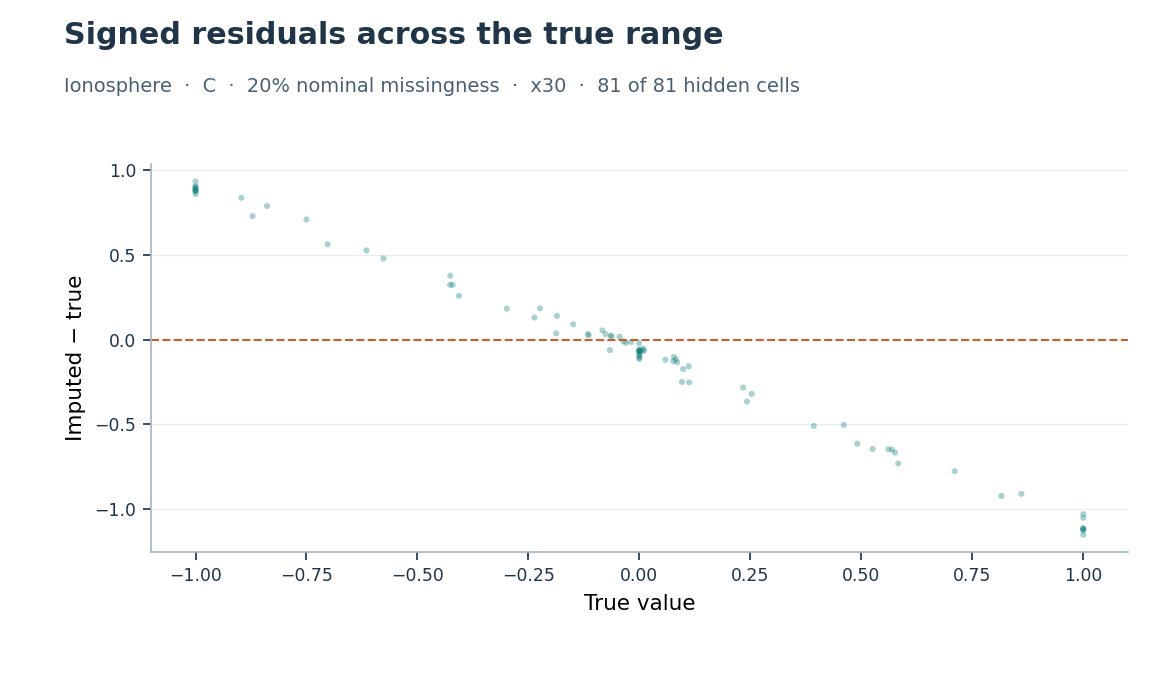 Signed residuals across the true range
Ionosphere · C · 20% nominal missingness · x30 · 81 of 81 hidden cells
1.0
0.5
0.0
−0.5
−1.0
Imputed − true
−1.00 −0.75 −0.50 −0.25 0.00 0.25 0.50 0.75 1.00
True value